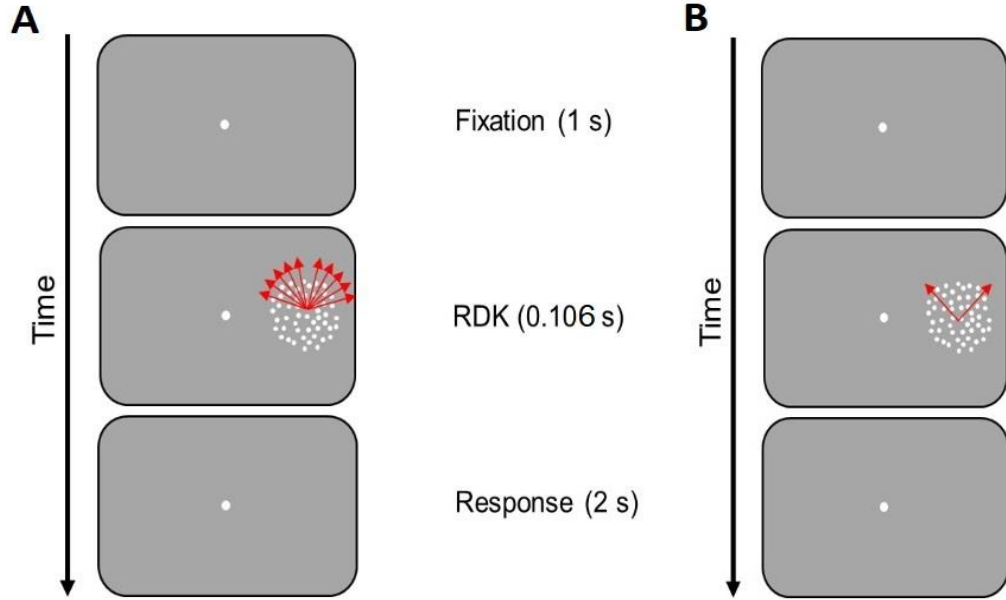 A
B
Fixation (1 s)
Time
RDK (0.106 s)
Time
Response (2 s)